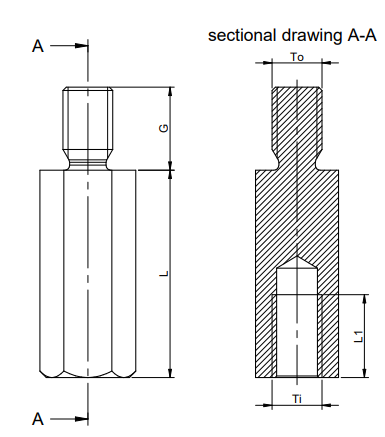 sectional drawing A-A
A
To
G
L
L1
Ti
A